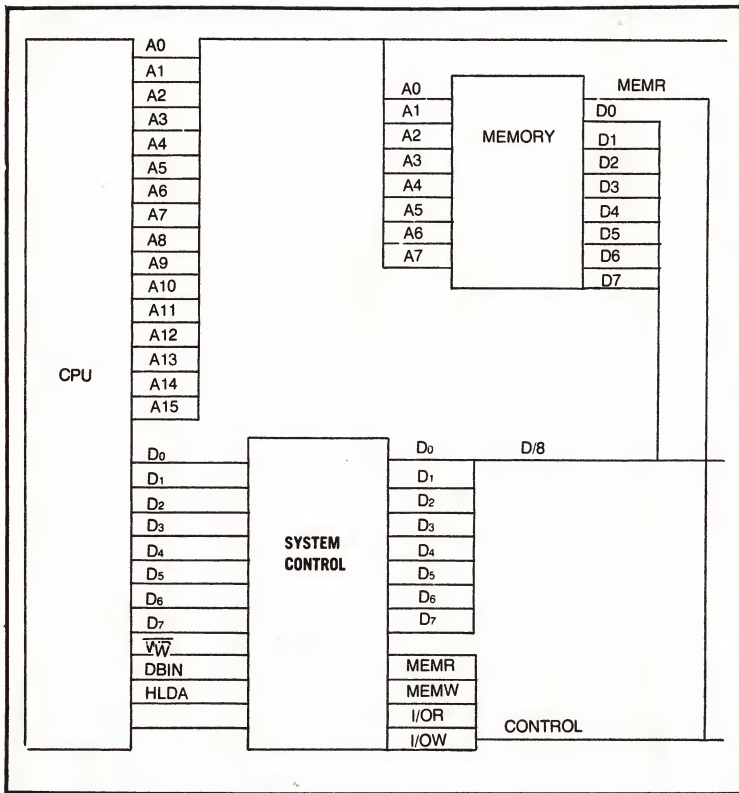 A0
A1
A2
A3
A4
A5
A6
A7
A8
A9
A10
A11
A12
A13
A14
A15
CPU
A0
A1
A2
A3
A4
A5
A6
A7
MEMORY
MEMR
D0
D1
D2
D3
D4
D5
D6
D7
D0
D1
D2
D3
D4
D5
D6
D7
DBIN
HLDA
SYSTEM
CONTROL
D0
D/8
D1
D2
D3
D4
D5
D6
D7
MEMR
MEMW
I/OR
I/OW
CONTROL